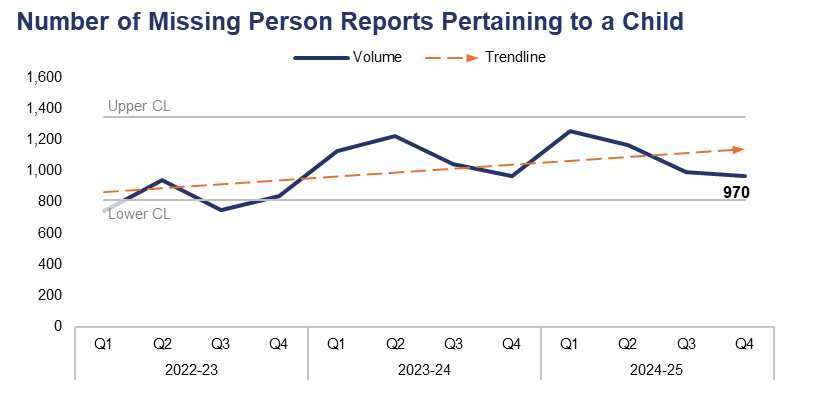 Number of Missing Person Reports Pertaining to a Child
Volume Trendline
1,600
1,400
1,200
1,000
800
600
400
200
0
Upper CL
Lower CL
970
Q1 Q2 Q3 Q4 Q1 Q2 Q3 Q4 Q1 Q2 Q3 Q4
2022-23 2023-24 2024-25